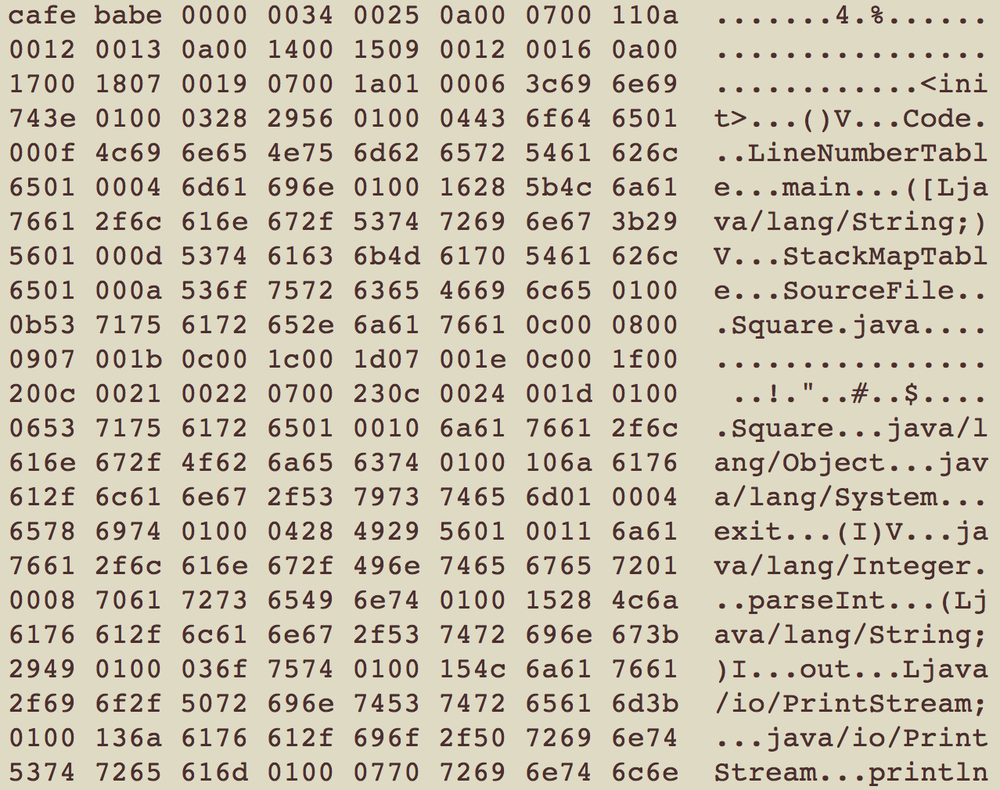 cafe babe 0000 0034 0025 0a00 0700 110a .......4.%......
0012 0013 0a00 1400 1509 0012 0016 0a00 ................
1700 1807 0019 0700 1a01 0006 3c69 6e69 ............<ini
743e 0100 0328 2956 0100 0443 6f64 6501 t>...()V...Code.
000f 4c69 6e65 4e75 6d62 6572 5461 626c ..LineNumberTabl
6501 0004 6d61 696e 0100 1628 5b4c 6a61 e...main...([Lja
7661 2f6c 616e 672f 5374 7269 6e67 3b29 va/lang/String;)
5601 000d 5374 6163 6b4d 6170 5461 626c V...StackMapTabl
6501 000a 536f 7572 6365 4669 6c65 0100 e...SourceFile..
0b53 7175 6172 652e 6a61 7661 0c00 0800 .Square.java....
0907 001b 0c00 1c00 1d07 001e 0c00 1f00 ................
200c 0021 0022 0700 230c 0024 001d 0100  ..!."..#..$....
0653 7175 6172 6501 0010 6a61 7661 2f6c .Square...java/l
616e 672f 4f62 6a65 6374 0100 106a 6176 ang/Object...jav
612f 6c61 6e67 2f53 7973 7465 6d01 0004 a/lang/System...
6578 6974 0100 0428 4929 5601 0011 6a61 exit...(I)V...ja
7661 2f6c 616e 672f 496e 7465 6765 7201 va/lang/Integer.
0008 7061 7273 6549 6e74 0100 1528 4c6a ..parseInt...(Lj
6176 612f 6c61 6e67 2f53 7472 696e 673b ava/lang/String;
2949 0100 036f 7574 0100 154c 6a61 7661 )I...out...Ljava
2f69 6f2f 5072 696e 7453 7472 6561 6d3b /io/PrintStream;
0100 136a 6176 612f 696f 2f50 7269 6e74 ...java/io/Print
5374 7265 616d 0100 0770 7269 6e74 6c6e Stream...println